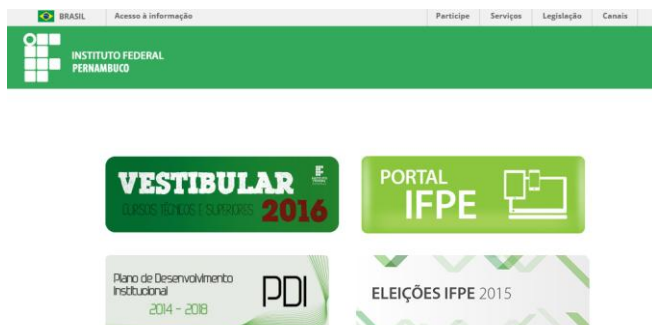 BRASIL Acesso à informação Participe Serviços Legislação Canais
INSTITUTO FEDERAL
PERNAMBUCO
VESTIBULAR
CURSOS TÉCNICOS E SUPERIORES 2016
PORTAL
IFPE
Plano de Desenvolvimento
Institucional
2014 - 2018
PDI
ELEIÇÕES IFPE 2015